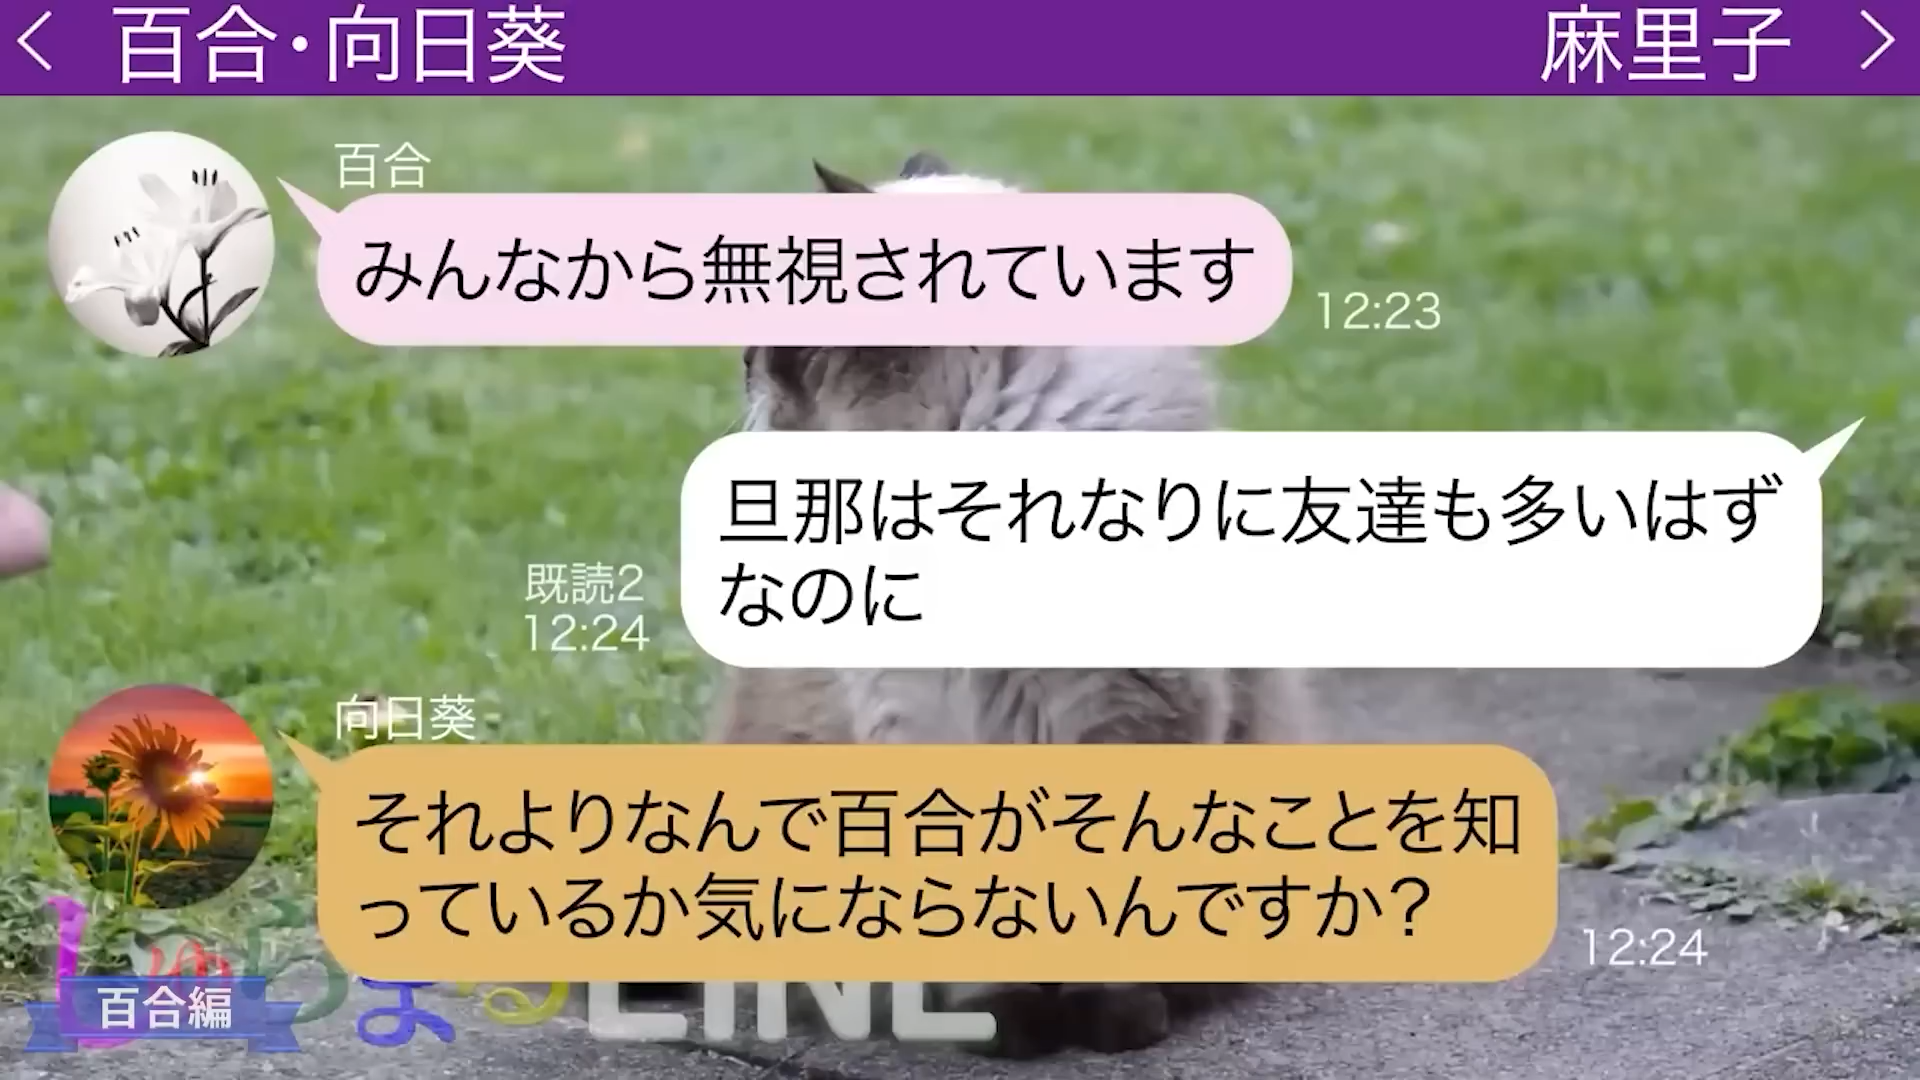 百合・向日葵
麻里子
百合
みんなから無視されています
12:23
旦那はそれなりに友達も多いはず
なのに
既読2
12:24
向日葵
それよりなんで百合がそんなことを知
っているか気にならないんですか?
12:24
百合編
LINE